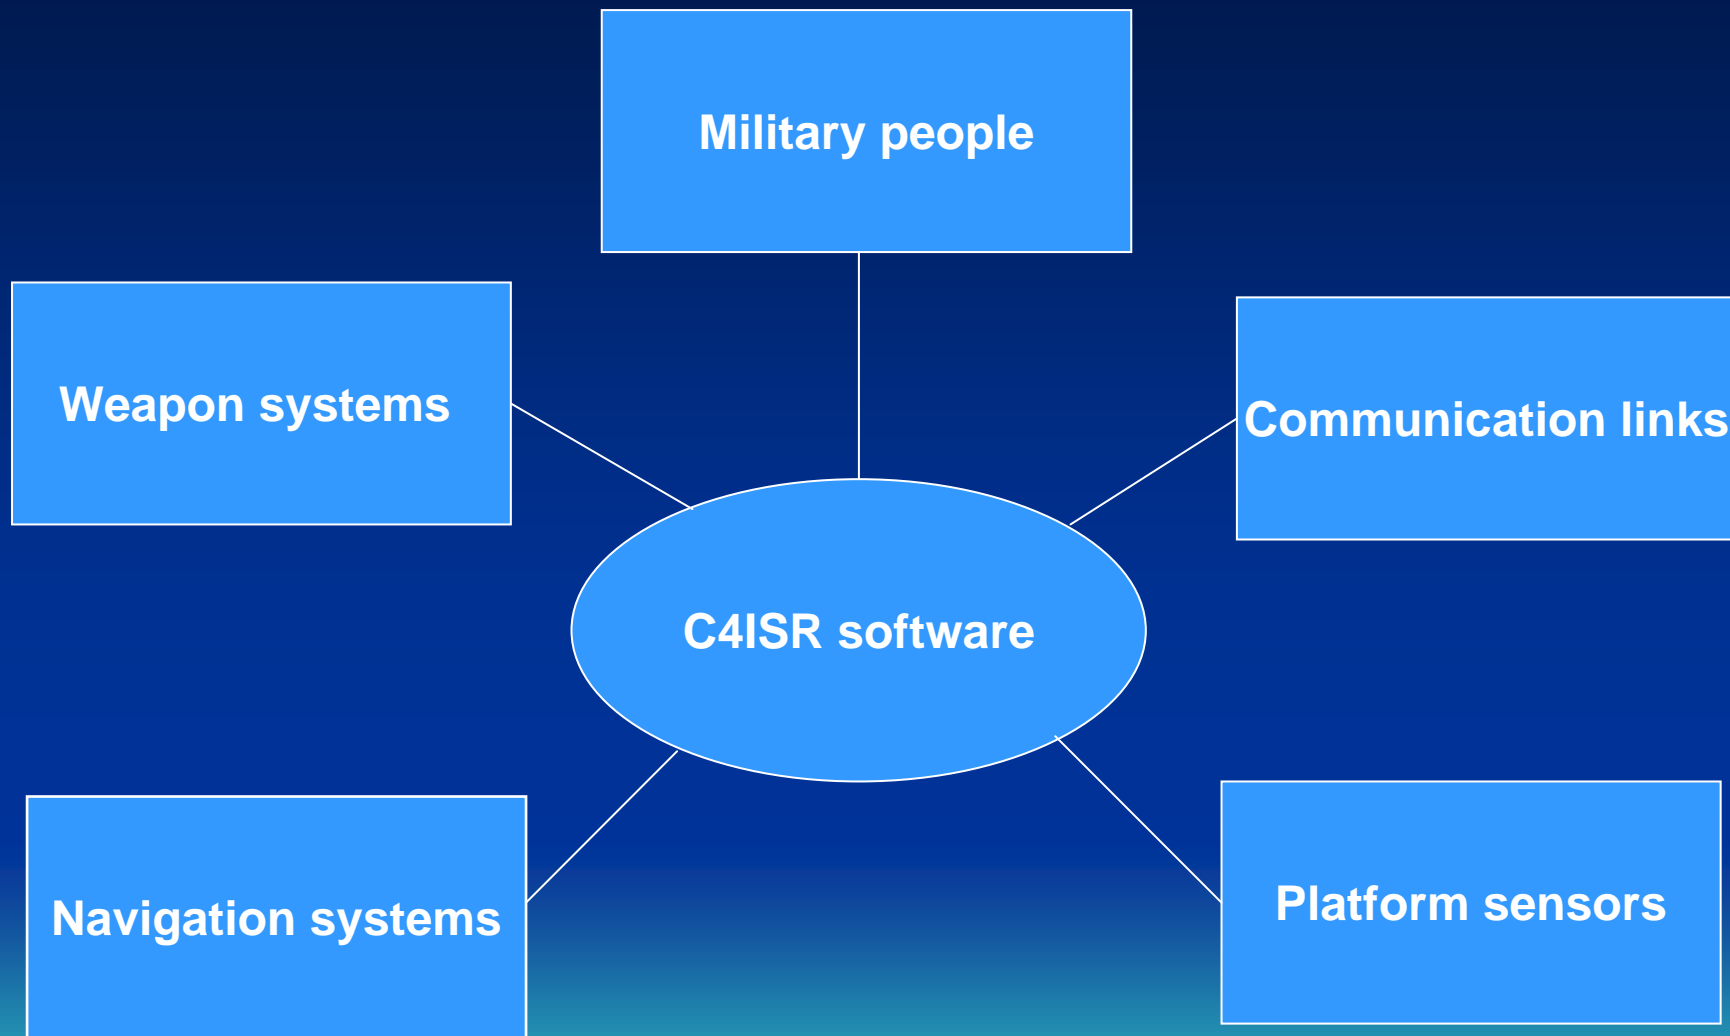 Military people
Weapon systems
Communication links
C4ISR software
Navigation systems
Platform sensors